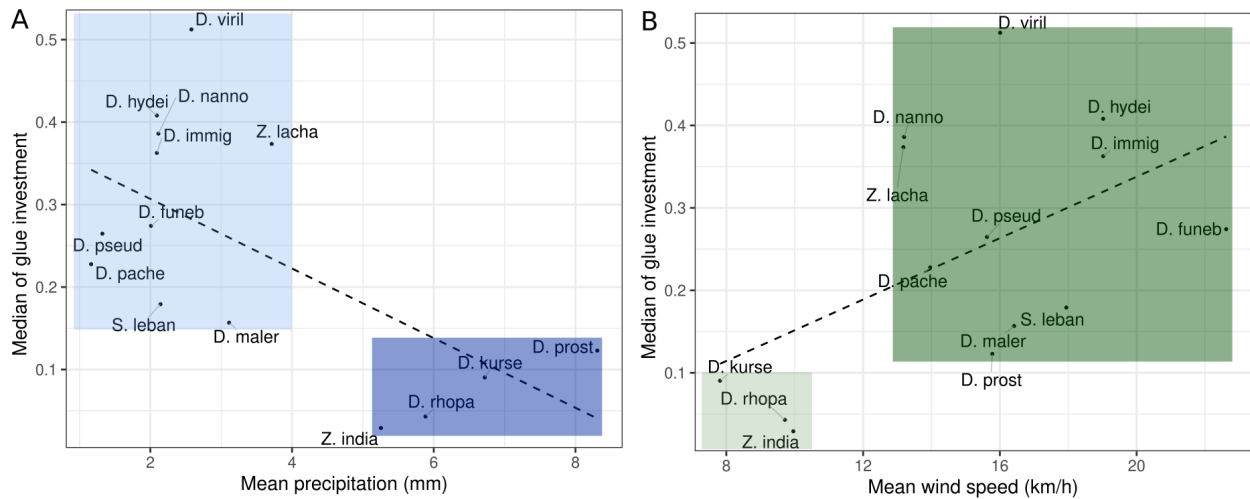 A
Median of glue investment
0.5
0.4
0.3
0.2
0.1
D. viril
D. hydei
D. nanno
D. immig
Z. lacha
D. funeb
D. pseud
D. pache
S. leban
D. maler
D. prost
D. kurse
D. rhopa
Z. india
2
4
6
8
Mean precipitation (mm)
B
Median of glue investment
0.5
0.4
0.3
0.2
0.1
D. viril
D. hydei
D. nanno
D. immig
Z. lacha
D. pseud
D. funeb
D. pache
S. leban
D. maler
D. prost
D. kurse
D. rhopa
Z. india
8
12
16
20
Mean wind speed (km/h)